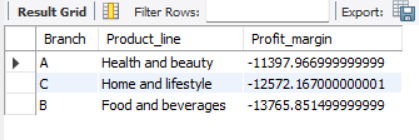 Result Grid Filter Rows: Export:
Branch Product_line Profit_margin
A Health and beauty -11397.966999999999
C Home and lifestyle -12572.167000000001
B Food and beverages -13765.851499999999